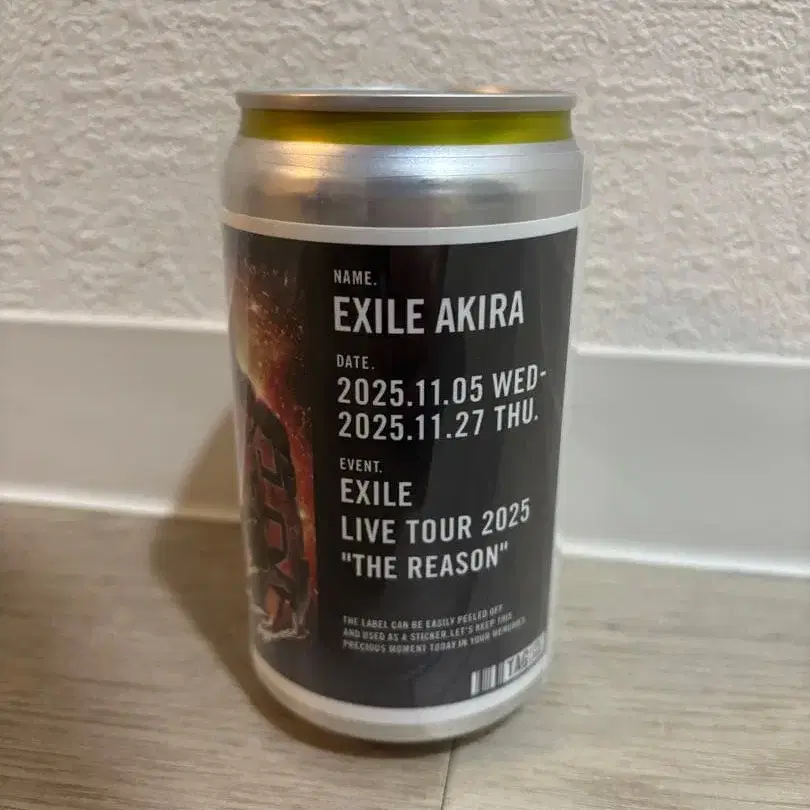 NAME.
EXILE AKIRA
DATE.
2025.11.05 WED-
2025.11.27 THU.
EVENT.
EXILE
LIVE TOUR 2025
"THE REASON"
THE LABEL CAN BE EASILY PEELED OFF
AND USED AS A STICKER. LET'S KEEP THIS
PRECIOUS MOMENT TODAY IN YOUR MEMORIES.
TAG